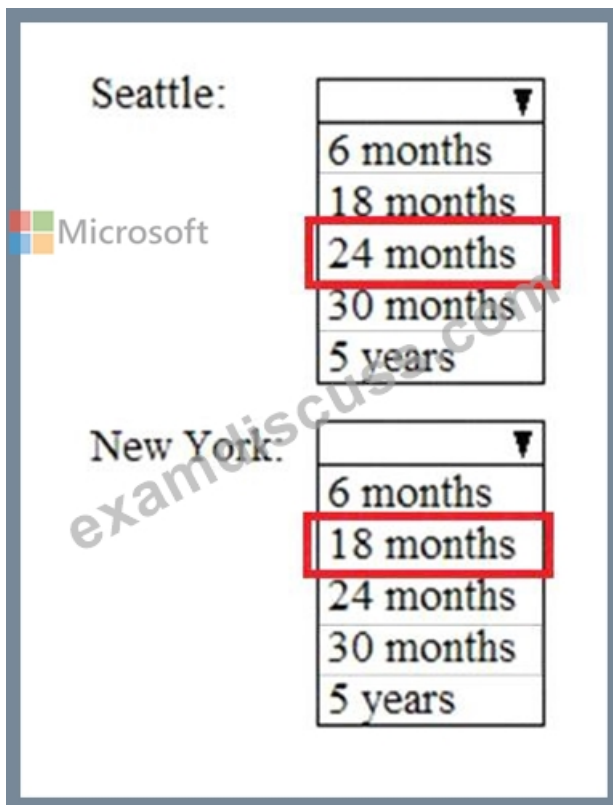 Seattle:
6 months
18 months
Microsoft
24 months
30 months
5 years
New York:
6 months
18 months
24 months
30 months
5 years
examdiscuss.com